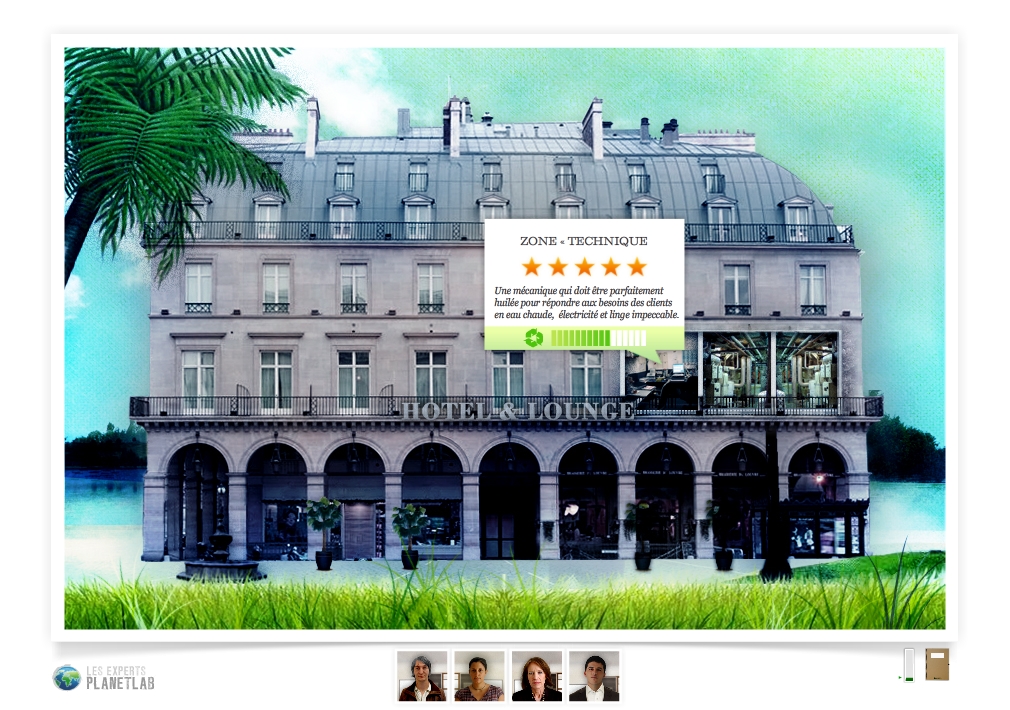 ZONE « TECHNIQUE
Une mécanique qui doit être parfaitement
huilée pour répondre aux besoins des clients
en eau chaude, électricité et linge impeccable.
HOTEL & LOUNGE
LES EXPERTS
PLANETLAB